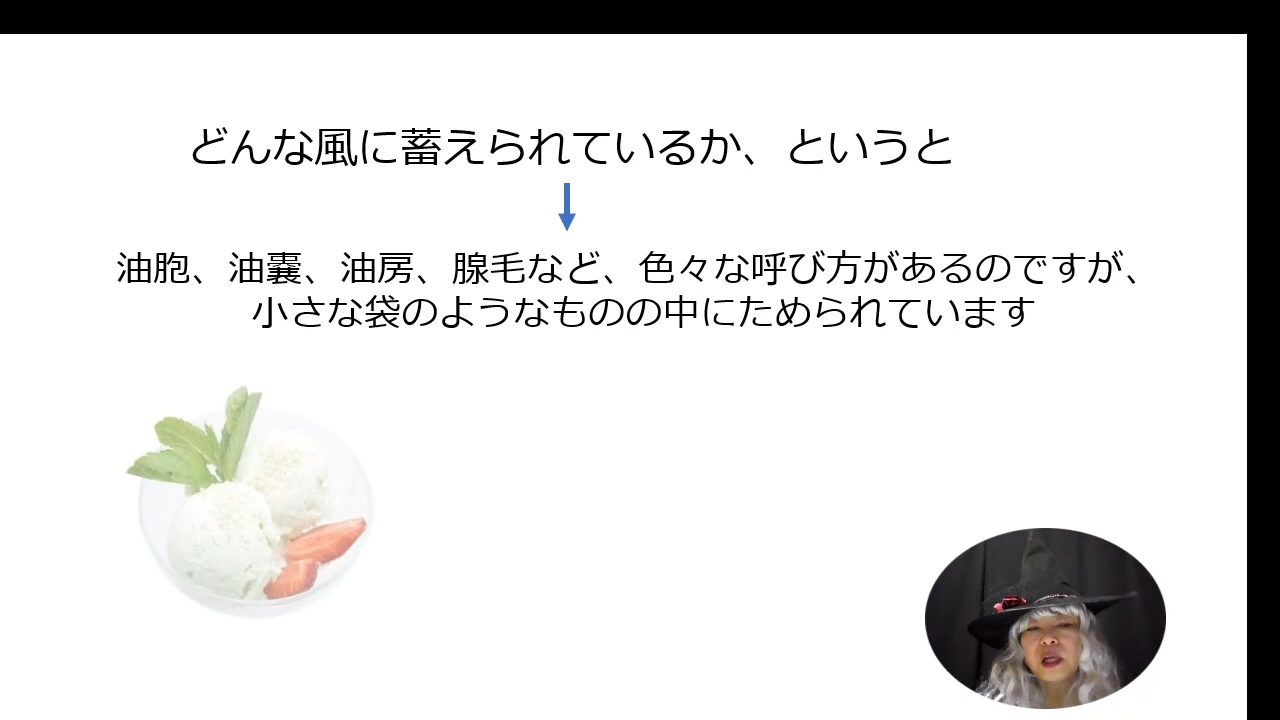 どんな風に蓄えられているか、というと
油胞、油嚢、油房、腺毛など、色々な呼び方があるのですが、
小さな袋のようなものの中にためられています